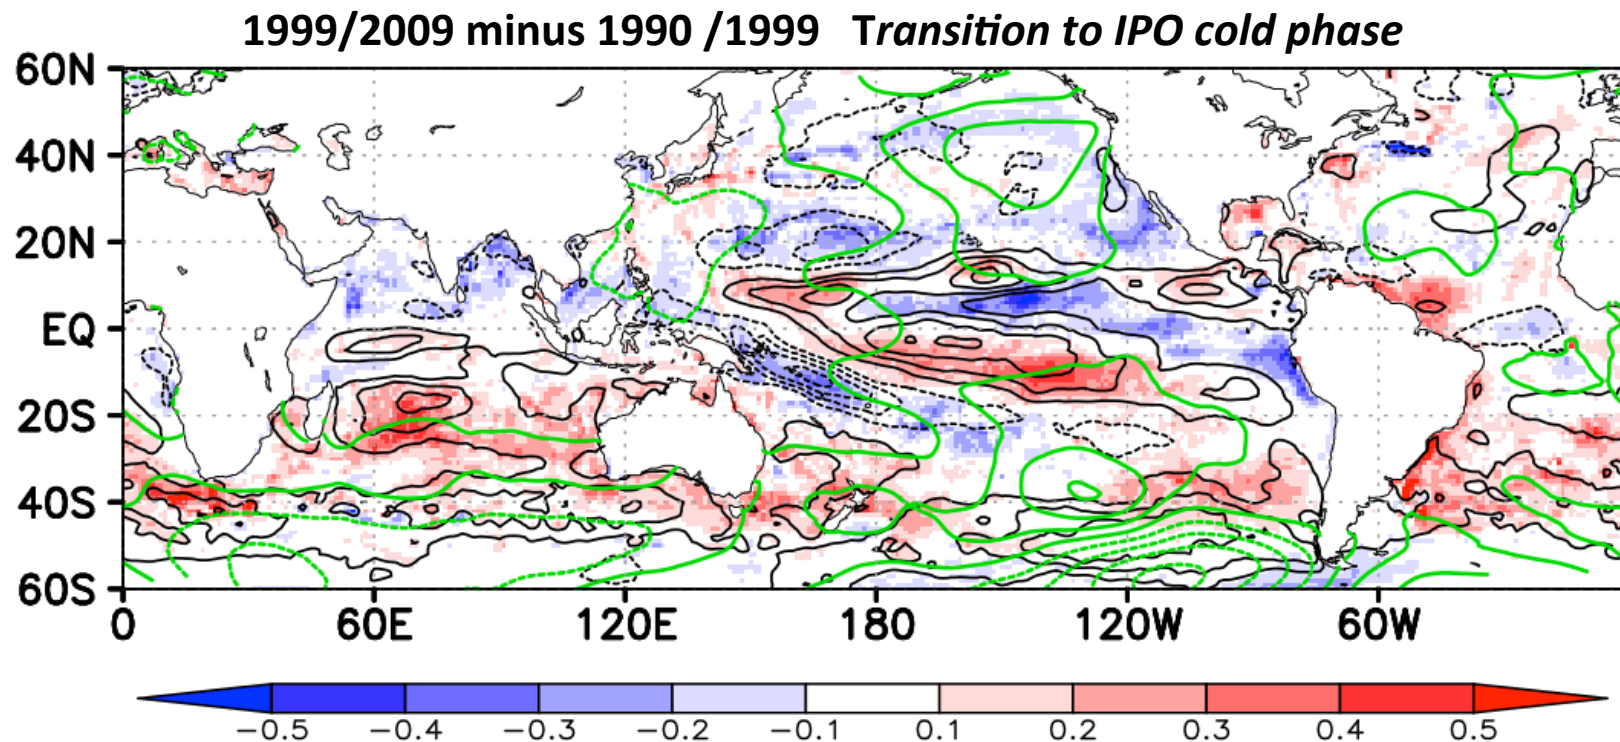 1999/2009 minus 1990 /1999 Transition to IPO cold phase
60N
40N
20N
EQ
20S
40S
60S
0 60E 120E 180 120W 60W
−0.5 −0.4 −0.3 −0.2 −0.1 0.1 0.2 0.3 0.4 0.5